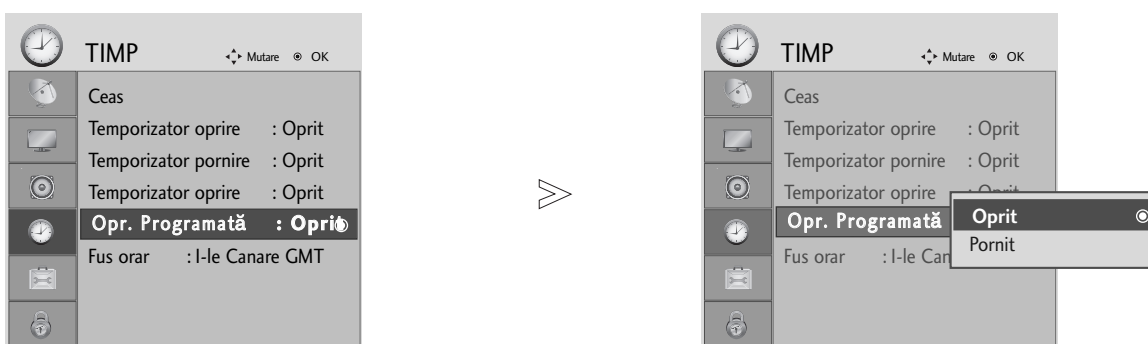 TIMP Mutare OK
Ceas
Temporizator oprire : Oprit
Temporizator pornire : Oprit
Temporizator oprire : Oprit
Opr. Programată : Oprit
Fus orar : I-le Canare GMT
TIMP Mutare OK
Ceas
Temporizator oprire : Oprit
Temporizator pornire : Oprit
Temporizator oprire : Oprit
Opr. Programată
Oprit
Pornit
Fus orar : I-le Can